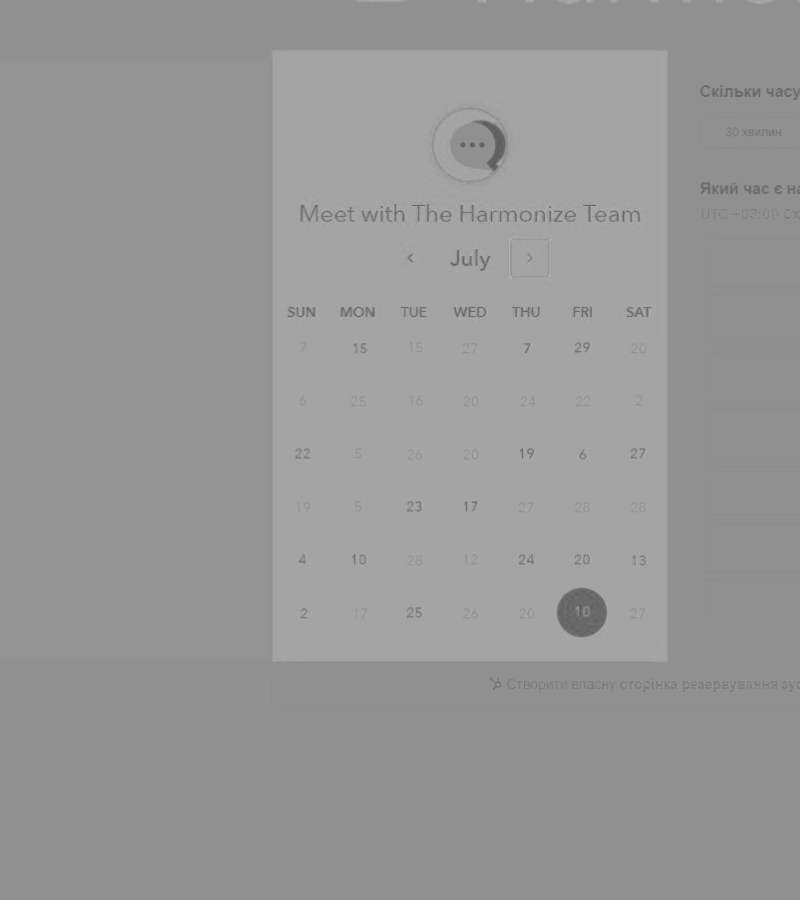 Скільки часу
30 хвилин
Який час є на
UTC +02:00
Meet with The Harmonize Team
July
SUN MON TUE WED THU FRI SAT
7 15 15 27 7 29 20
6 25 16 20 24 22 2
22 5 26 20 19 6 27
19 5 23 17 27 28 28
4 10 28 12 24 20 13
2 17 25 26 20 10 27
Створити власну сторінка резервування